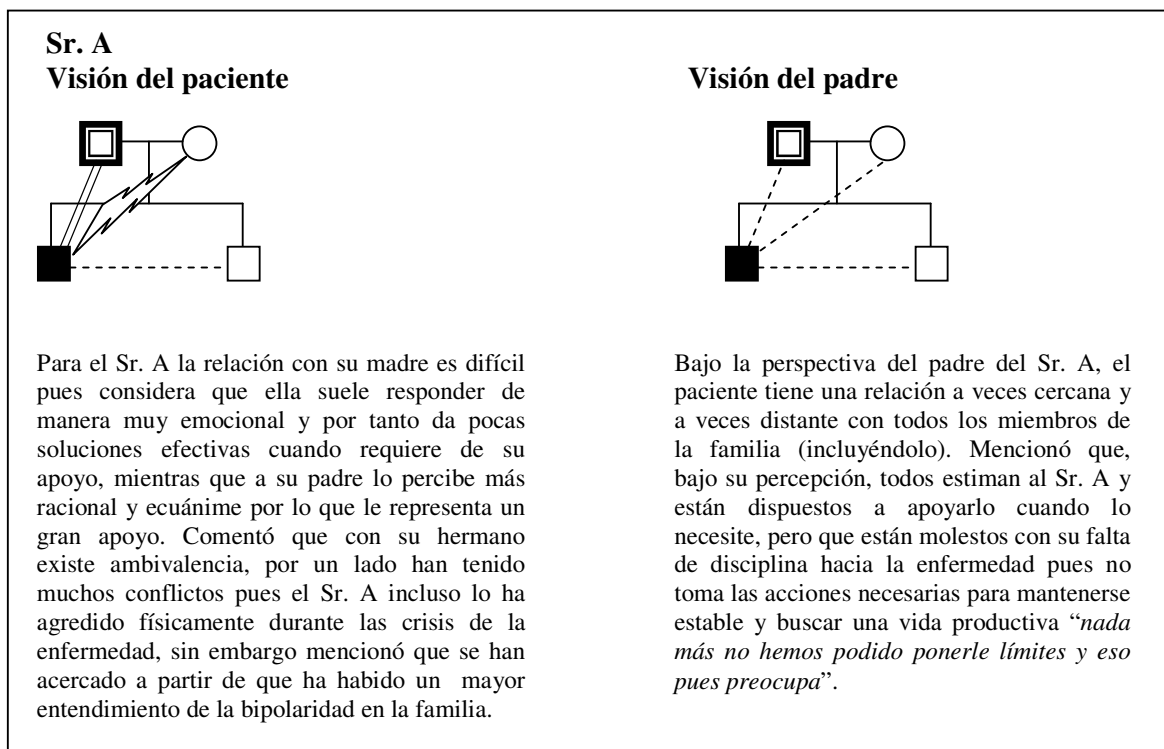 Sr. A
Visión del paciente
Para el Sr. A la relación con su madre es difícil
pues considera que ella suele responder de
manera muy emocional y por tanto da pocas
soluciones efectivas cuando requiere de su
apoyo, mientras que a su padre lo percibe más
racional y ecuánime por lo que le representa un
gran apoyo. Comentó que con su hermano
existe ambivalencia, por un lado han tenido
muchos conflictos pues el Sr. A incluso lo ha
agredido físicamente durante las crisis de la
enfermedad, sin embargo mencionó que se han
acercado a partir de que ha habido un mayor
entendimiento de la bipolaridad en la familia.
Visión del padre
Bajo la perspectiva del padre del Sr. A, el
paciente tiene una relación a veces cercana y
a veces distante con todos los miembros de
la familia (incluyéndolo). Mencionó que,
bajo su percepción, todos estiman al Sr. A y
están dispuestos a apoyarlo cuando lo
necesite, pero que están molestos con su falta
de disciplina hacia la enfermedad pues no
toma las acciones necesarias para mantenerse
estable y buscar una vida productiva “nada
más no hemos podido ponerle límites y eso
pues preocupa”.